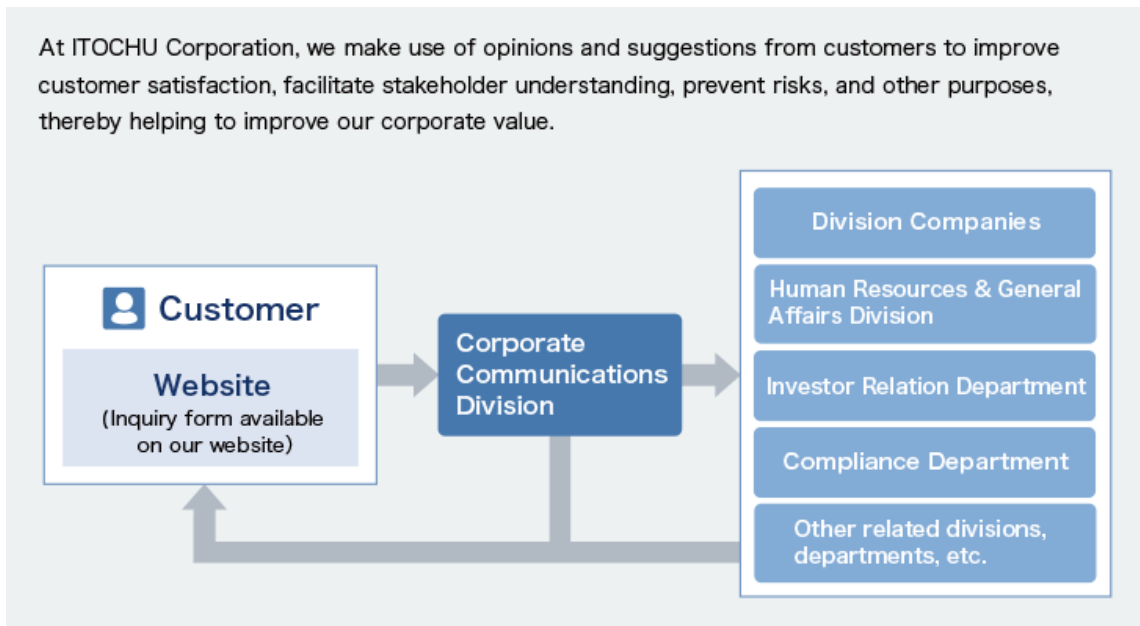 At ITOCHU Corporation, we make use of opinions and suggestions from customers to improve
customer satisfaction, facilitate stakeholder understanding, prevent risks, and other purposes,
thereby helping to improve our corporate value.
Customer
Website
(Inquiry form available
on our website)
Corporate
Communications
Division
Division Companies
Human Resources & General
Affairs Division
Investor Relation Department
Compliance Department
Other related divisions,
departments, etc.